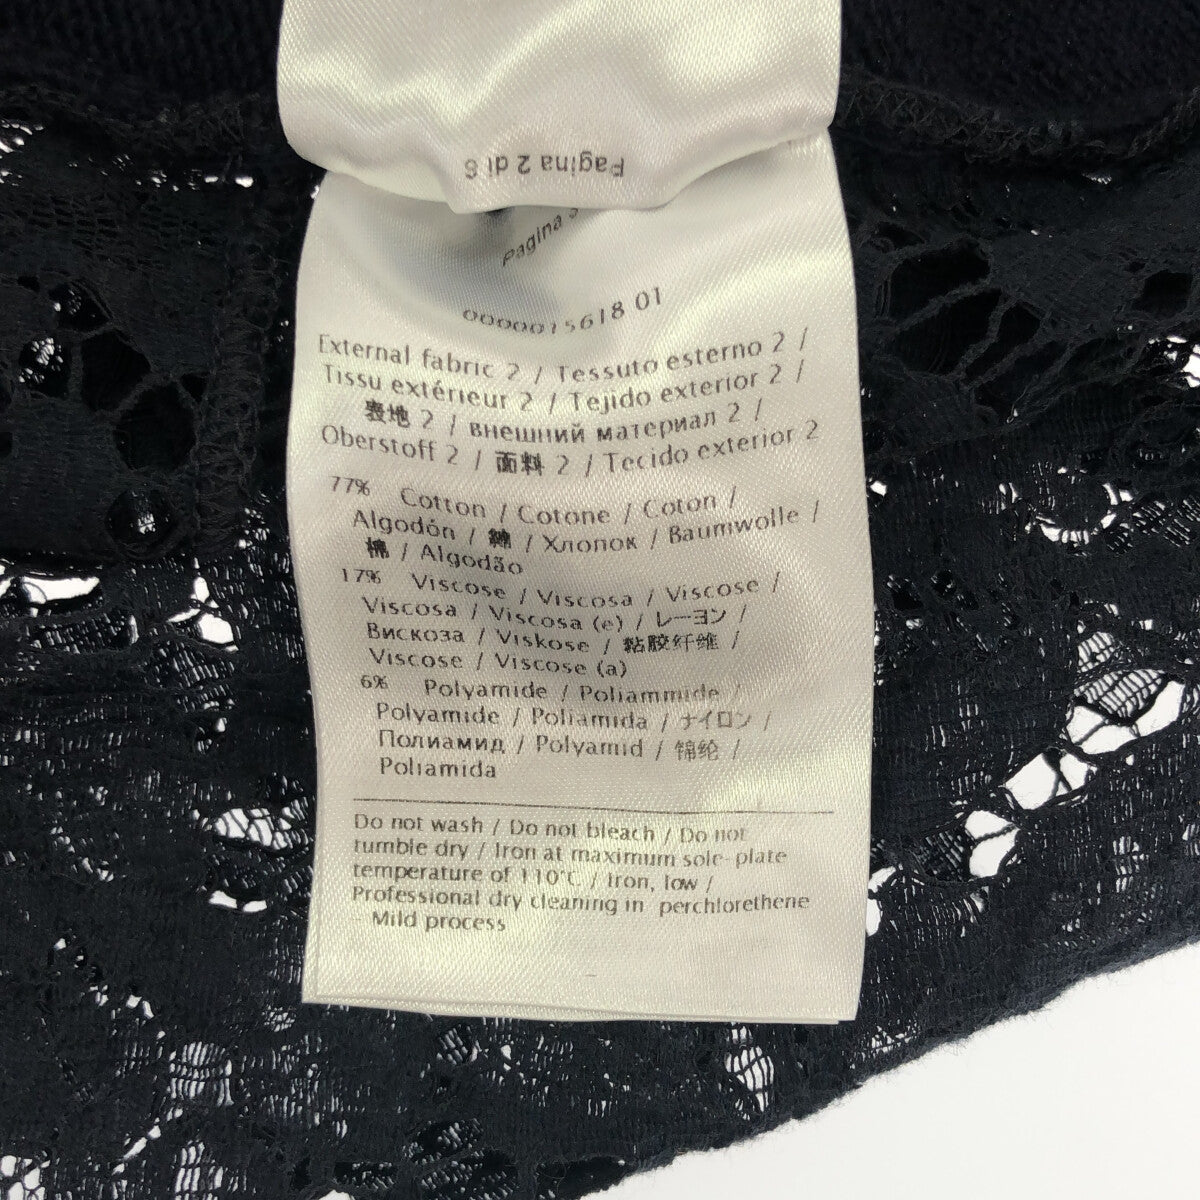 Pagina 2 di 8
Pagina 3
0000015618 01
External fabric 2 / Tessuto esterno 2 /
Tissu extérieur 2 / Tejido exterior 2 /
表地 2 / внешний материал 2 /
Oberstoff 2 / 面料 2 / Tecido exterior 2
77% Cotton / Cotone / Coton /
Algodón / 綿 / Хлопок / Baumwolle /
棉 / Algodão
17% Viscose / Viscosa / Viscose /
Viscosa / Viscosa (e) / レーヨン /
Вискоза / Viskose / 粘胶纤维 /
Viscose / Viscose (a)
6% Polyamide / Poliammide /
Polyamide / Poliamida / ナイロン /
Полиамид / Polyamid / 锦纶 /
Poliamida
Do not wash / Do not bleach / Do not
tumble dry / Iron at maximum sole-plate
temperature of 110°C / Iron, low /
Professional dry cleaning in perchlorethene
- Mild process